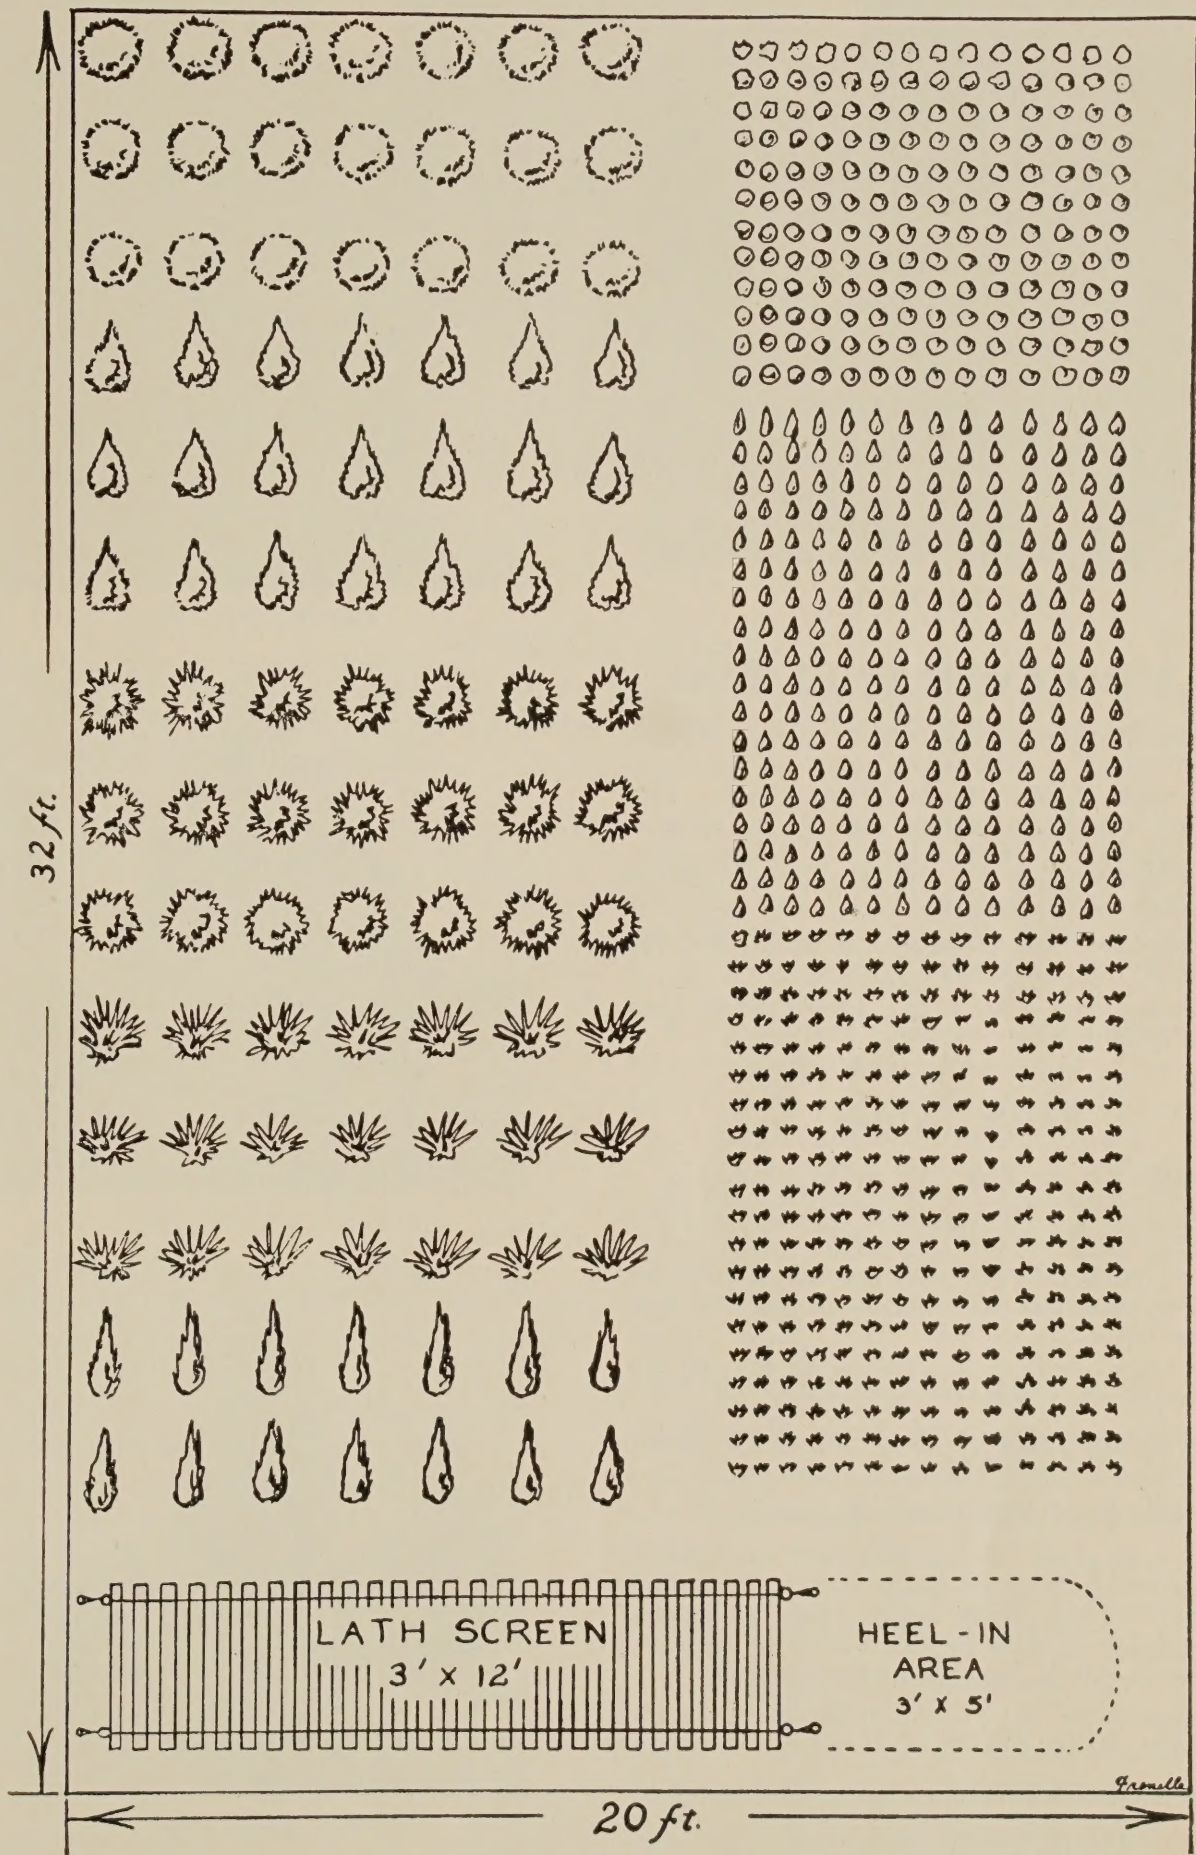 32 ft.
LATH SCREEN
3' X 12'
HEEL-IN
AREA
3' X 5'
20 ft.